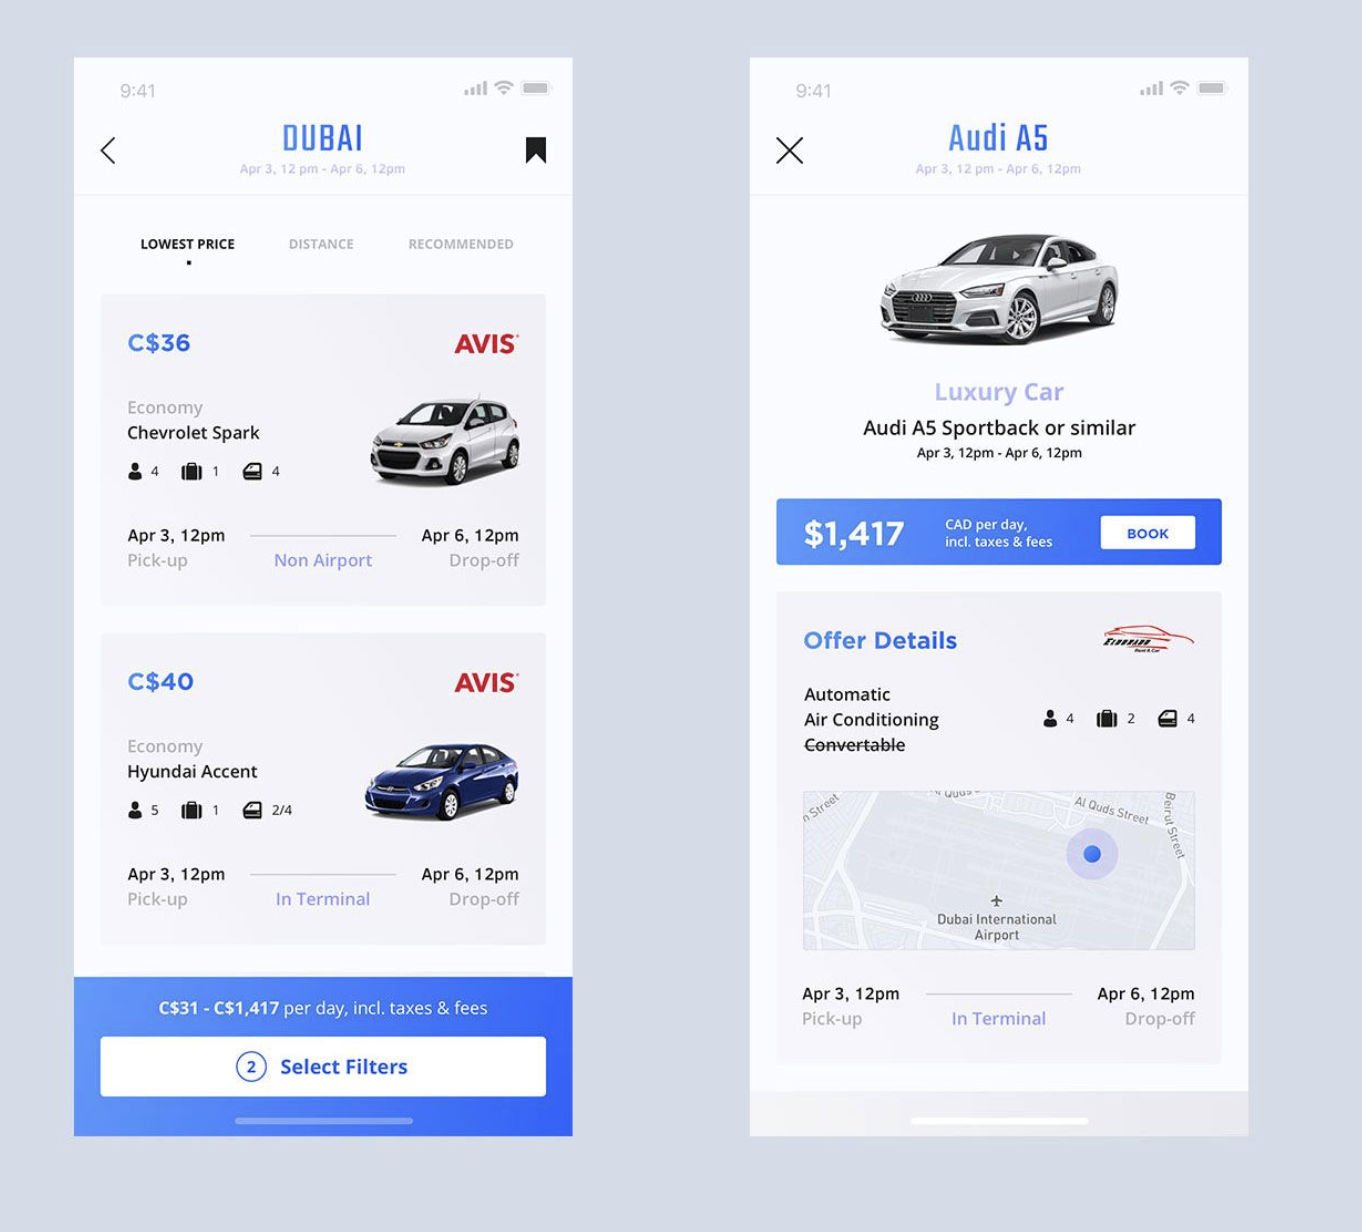 9:41
DUBAI
Apr 3, 12 pm - Apr 6, 12pm
LOWEST PRICE DISTANCE RECOMMENDED
C$36 AVIS
Economy
Chevrolet Spark
4 1 4
Apr 3, 12pm Apr 6, 12pm
Pick-up Non Airport Drop-off
C$40 AVIS
Economy
Hyundai Accent
5 1 2/4
Apr 3, 12pm Apr 6, 12pm
Pick-up In Terminal Drop-off
C$31 - C$1,417 per day, incl. taxes & fees
2 Select Filters
9:41
Audi A5
Apr 3, 12 pm - Apr 6, 12pm
Luxury Car
Audi A5 Sportback or similar
Apr 3, 12pm - Apr 6, 12pm
$1,417 CAD per day,
incl. taxes & fees
BOOK
Offer Details
Rent A Car
Automatic
Air Conditioning
Convertable
4 2 4
Street
Al Quds Street
Beirut Street
Dubai International
Airport
Apr 3, 12pm Apr 6, 12pm
Pick-up In Terminal Drop-off